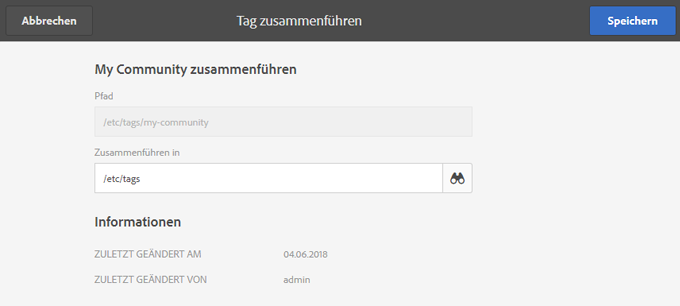 Abbrechen Tag zusammenführen Speichern
My Community zusammenführen
Pfad
/etc/tags/my-community
Zusammenführen in
/etc/tags
Informationen
ZULETZT GEÄNDERT AM 04.06.2018
ZULETZT GEÄNDERT VON admin